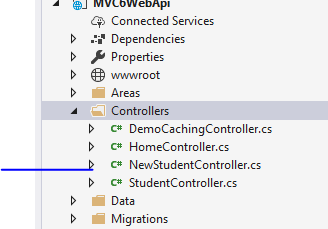 MVC6WebApi
Connected Services
Dependencies
Properties
wwwroot
Areas
Controllers
C# DemoCachingController.cs
C# HomeController.cs
C# NewStudentController.cs
C# StudentController.cs
Data
Migrations